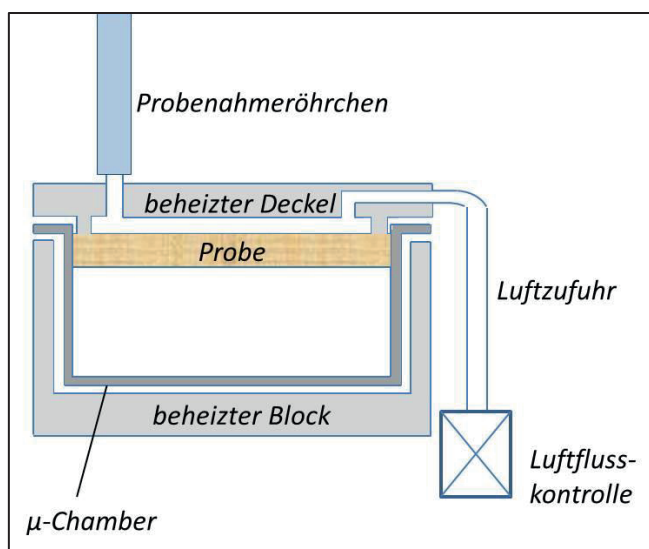 Probenahmeröhrchen
beheizter Deckel
Probe
Luftzufuhr
beheizter Block
Luftfluss-
kontrolle
µ-Chamber